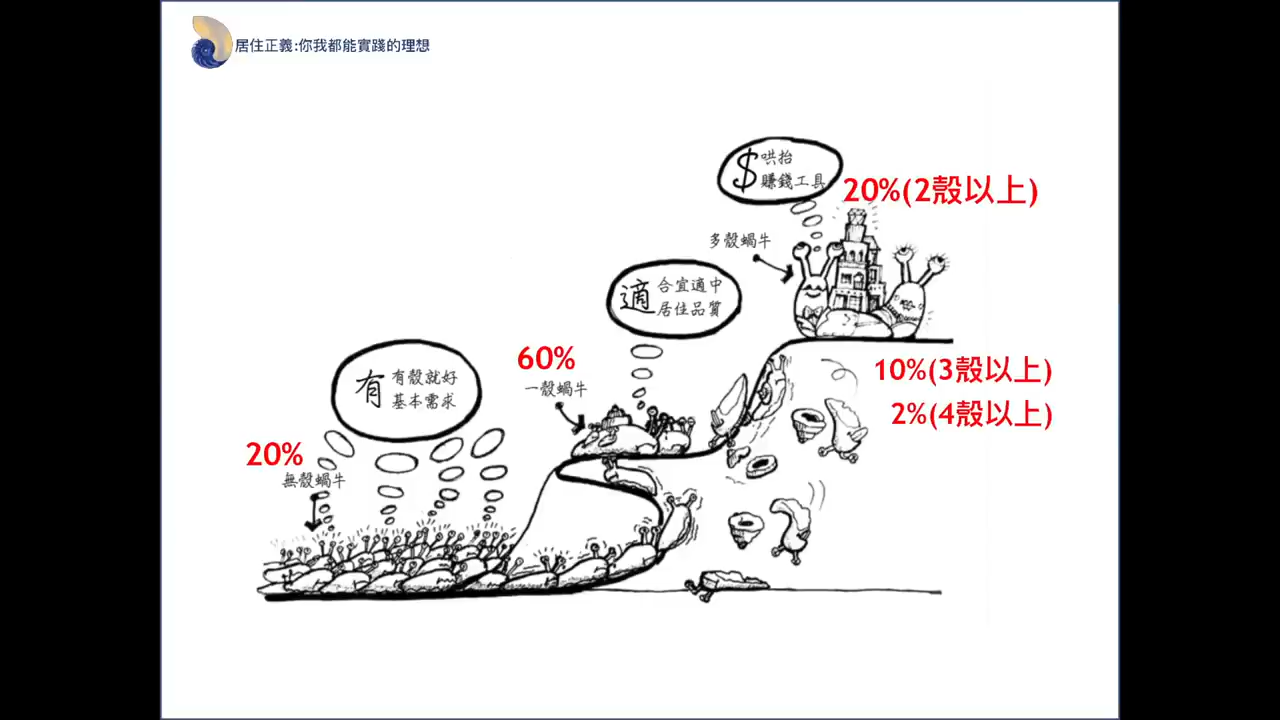 居住正義:你我都能實踐的理想
$
哄抬
賺錢工具
20%(2殼以上)
多殼蝸牛
適
合宜適中
居住品質
60%
一殼蝸牛
10%(3殼以上)
2%(4殼以上)
有
有殼就好
基本需求
20%
無殼蝸牛